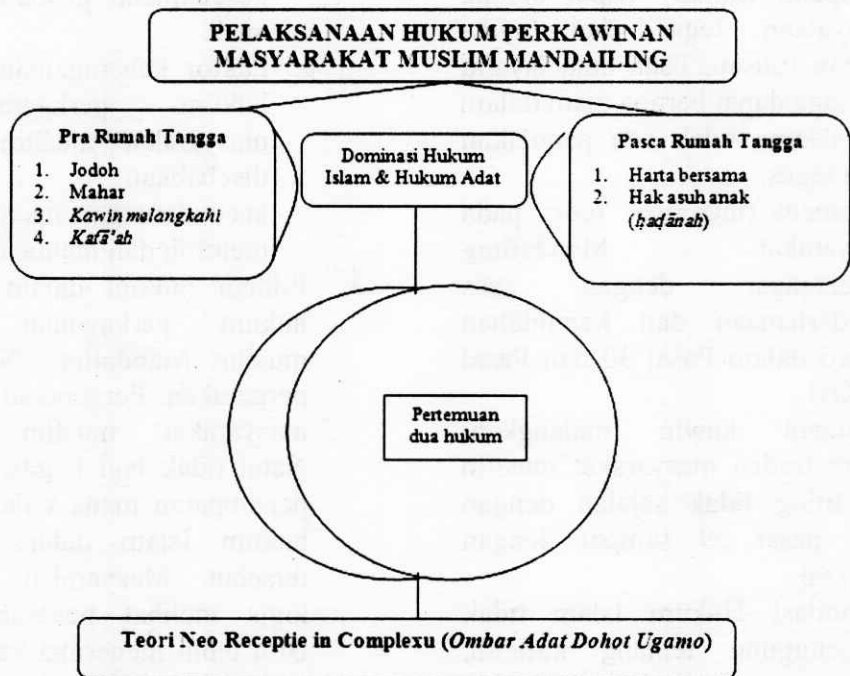 PELAKSANAAN HUKUM PERKAWINAN
MASYARAKAT MUSLIM MANDAILING
Pra Rumah Tangga
1. Jodoh
2. Mahar
3. Kawin malangkahi
4. Kafā'ah
Dominasi Hukum
Islam & Hukum Adat
Pasca Rumah Tangga
1. Harta bersama
2. Hak asuh anak
(ḥaḍānah)
Pertemuan
dua hukum
Teori Neo Receptie in Complexu (Ombar Adat Dohot Ugamo)